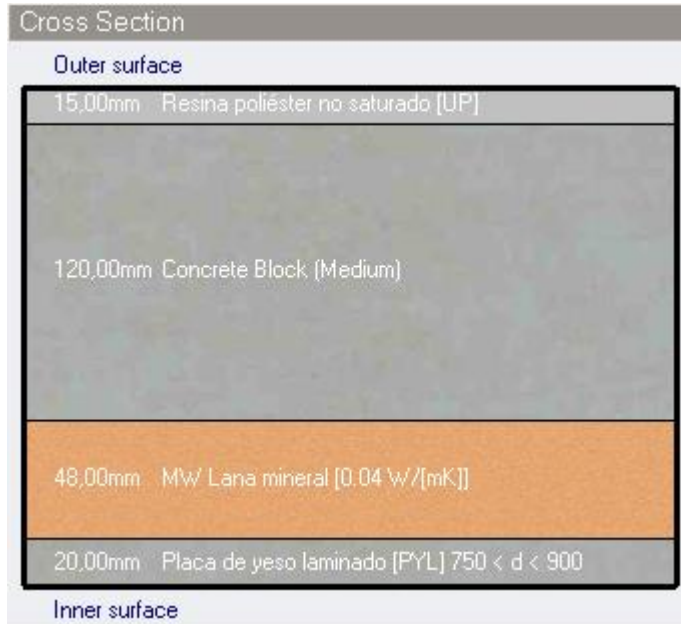 Cross Section
Outer surface
15,00mm Resina poliéster no saturado [UP]
120,00mm Concrete Block (Medium)
48,00mm MW Lana mineral [0.04 W/[mK]]
20,00mm Placa de yeso laminado [PYL] 750 < d < 900
Inner surface